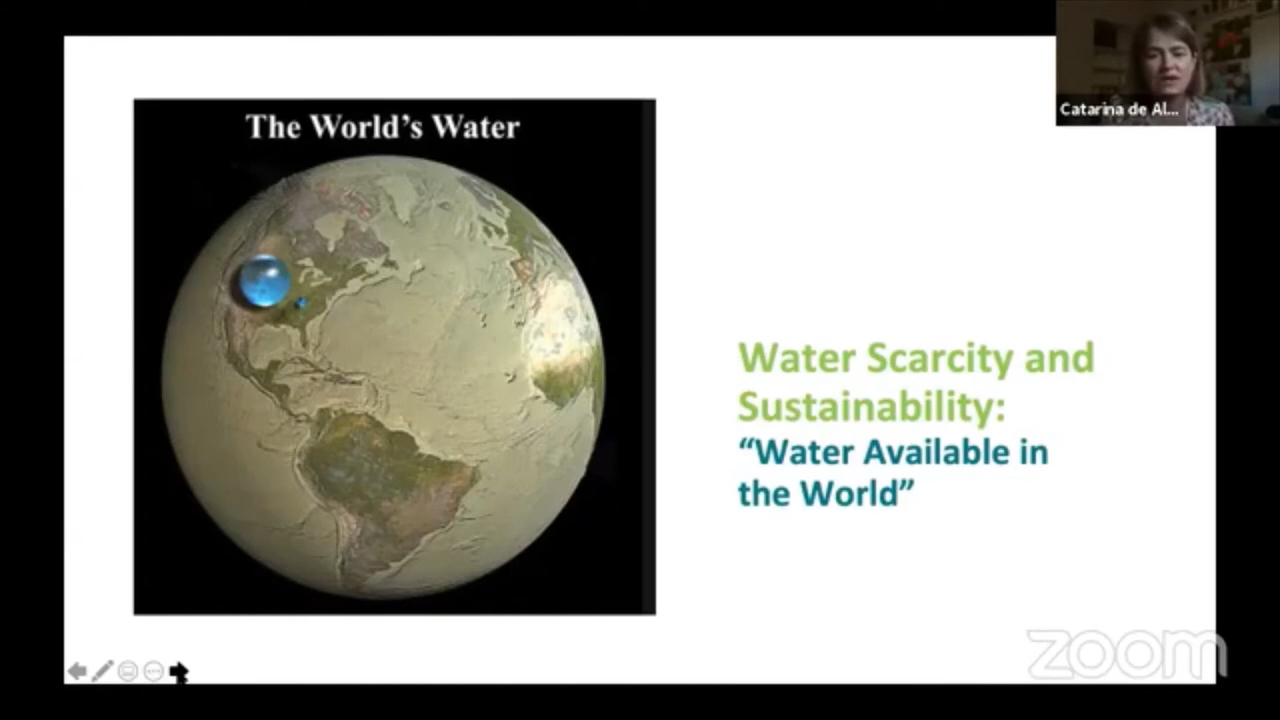 The World's Water
Catarina de Al...
Water Scarcity and
Sustainability:
“Water Available in
the World”
zoom